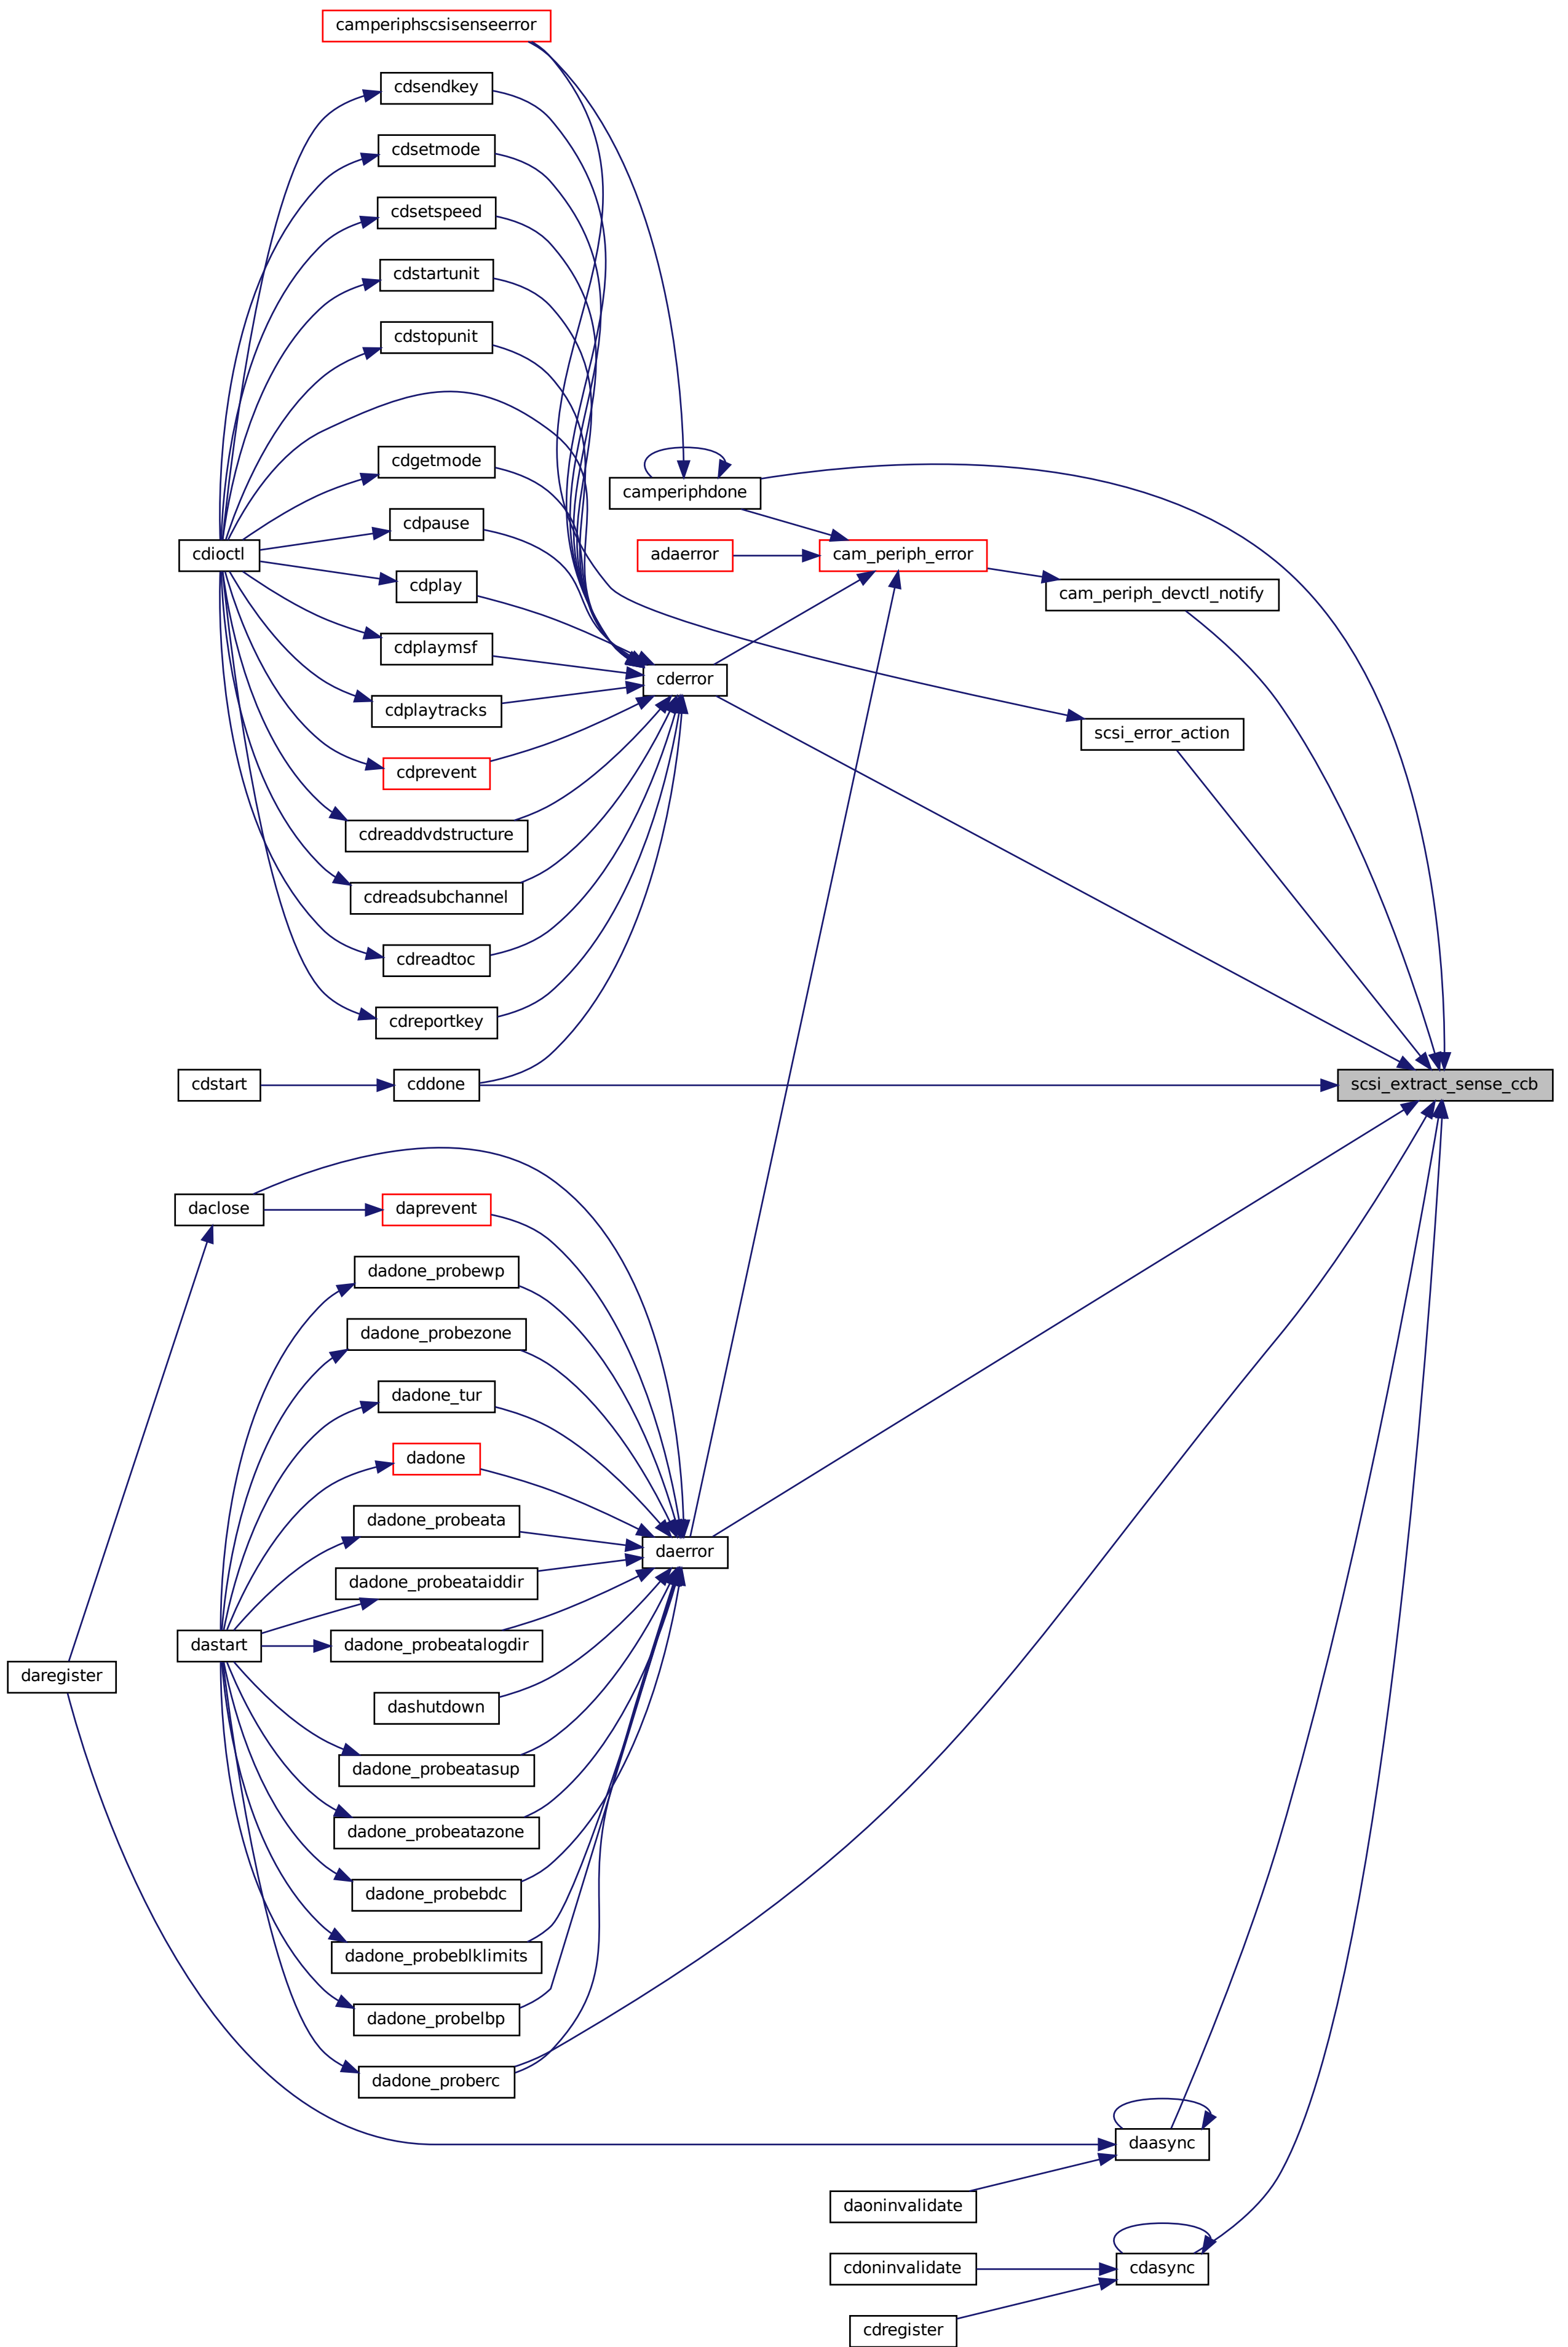 camperiphscsisenseerror
cdsendkey
cdsetmode
cdsetspeed
cdstartunit
cdstopunit
cdgetmode
camperiphdone
cdpause
cdioctl
adaerror
cam_periph_error
cdplay
cam_periph_devctl_notify
cdplaymsf
cderror
cdplaytracks
scsi_error_action
cdprevent
cdreaddvdstructure
cdreadsubchannel
cdreadtoc
cdreportkey
cdstart
cddone
scsi_extract_sense_ccb
daclose
daprevent
dadone_probewp
dadone_probezone
dadone_tur
dadone
dadone_probeata
daerror
dadone_probeataiddir
dastart
dadone_probeatalogdir
daregister
dashutdown
dadone_probeatasup
dadone_probeatazone
dadone_probebdc
dadone_probeblklimits
dadone_probelbp
dadone_proberc
daasync
daoninvalidate
cdoninvalidate
cdasync
cdregister